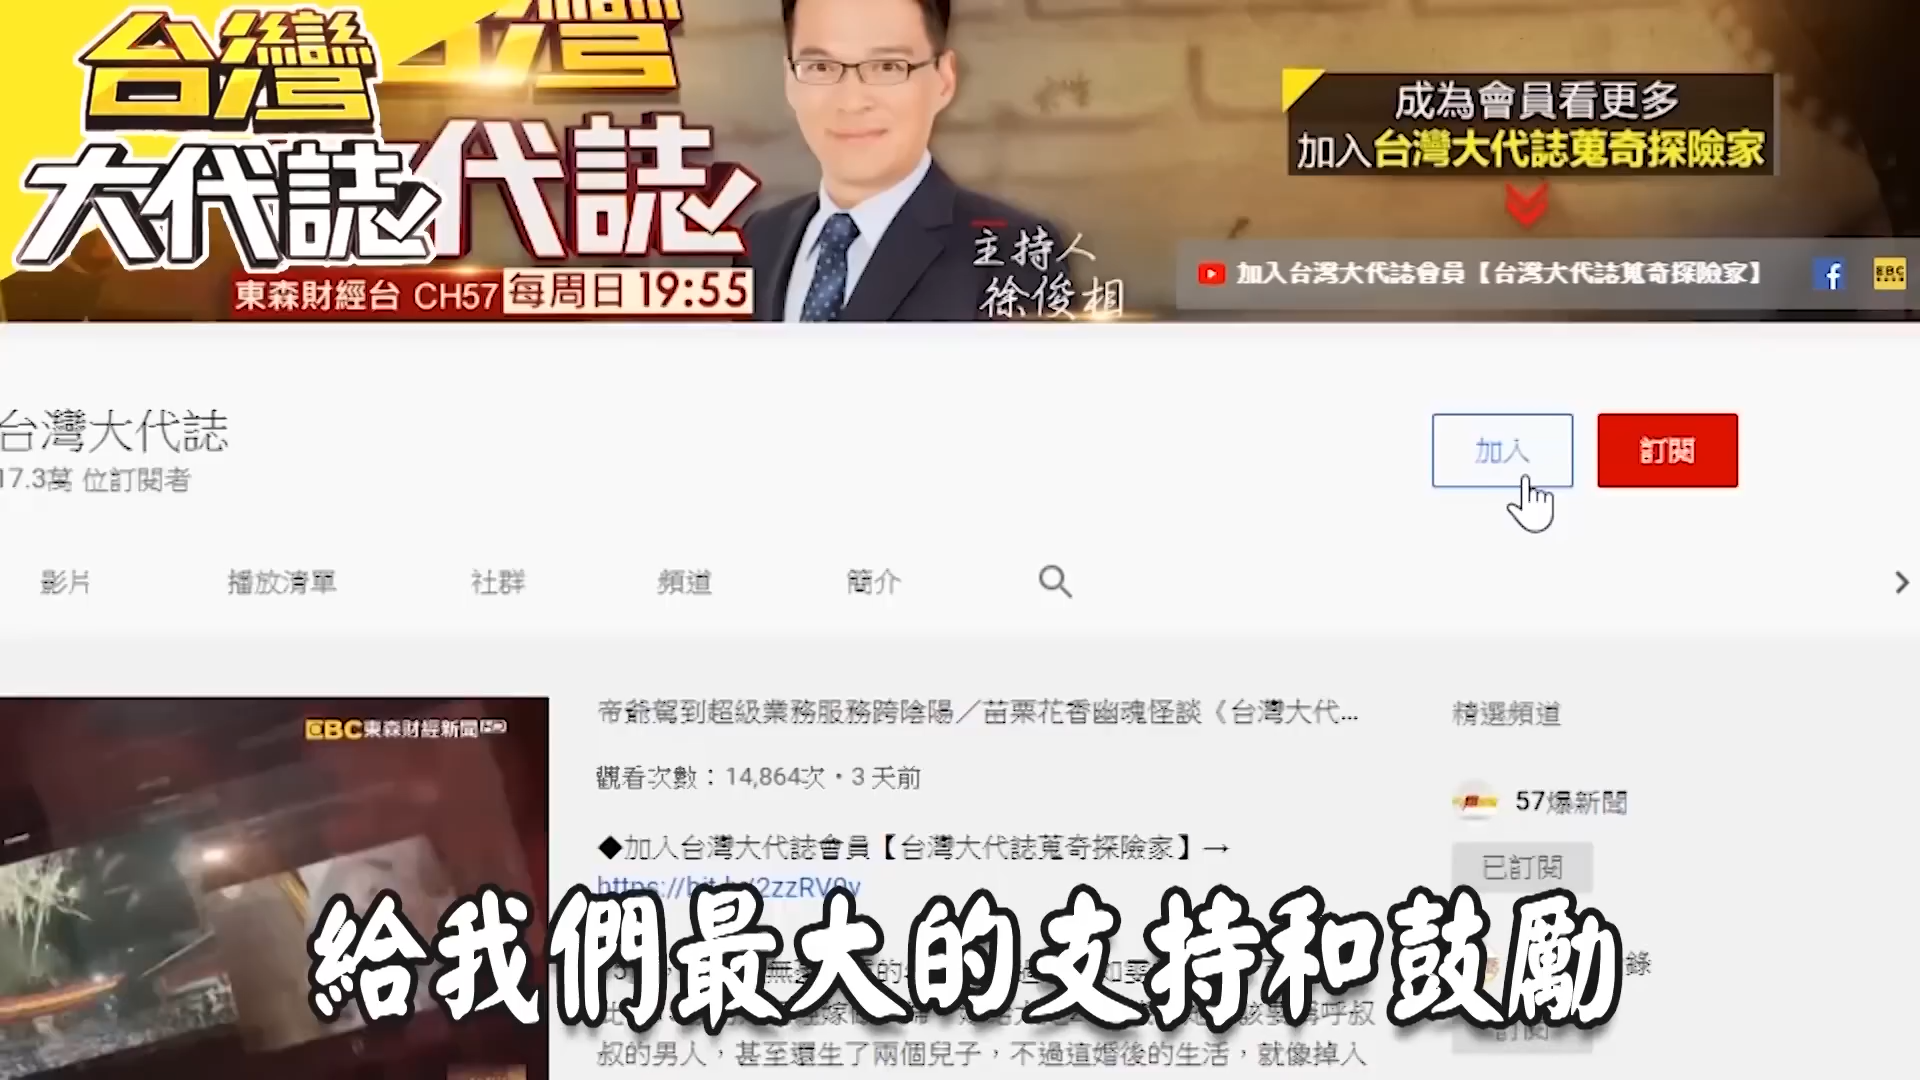 台灣
大代誌
灣
代誌
東森財經台 CH57 每周日 19:55
主持人
徐俊相
成為會員看更多
加入台灣大代誌蒐奇探險家
加入台灣大代誌會員【台灣大代誌蒐奇探險家】
EBC
台灣大代誌
17.3萬 位訂閱者
加入
訂閱
影片
播放清單
社群
頻道
簡介
EBC東森財經新聞HD
帝爺駕到超級業務服務跨陰陽／苗栗花香幽魂怪談《台灣大代...
觀看次數：14,864次・3 天前
◆加入台灣大代誌會員【台灣大代誌蒐奇探險家】→
精選頻道
57爆新聞
已訂閱
錄
訂閱
給我們最大的支持和鼓勵
叔的男人，甚至還生了兩個兒子，不過這婚後的生活，就像掉入